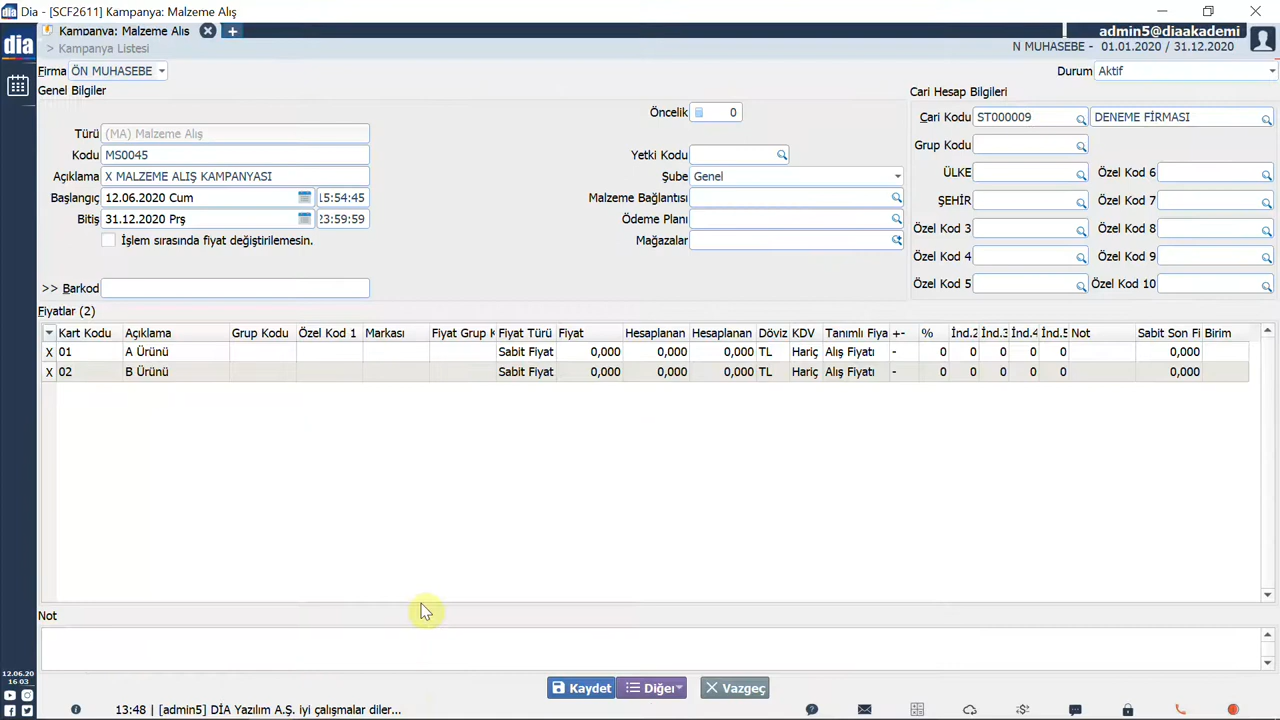 Dia - [SCF2611] Kampanya: Malzeme Alış
dia
Kampanya: Malzeme Alış
admin5@diaakademi
> Kampanya Listesi
N MUHASEBE - 01.01.2020 / 31.12.2020
Firma ÖN MUHASEBE
Durum Aktif
Genel Bilgiler
Cari Hesap Bilgileri
Öncelik 0
Cari Kodu ST000009 DENEME FİRMASI
Türü (MA) Malzeme Alış
Grup Kodu
Kodu MS0045
Yetki Kodu
Açıklama X MALZEME ALIŞ KAMPANYASI
Şube Genel
ÜLKE Özel Kod 6
Başlangıç 12.06.2020 Cum 15:54:45
Malzeme Bağlantısı
ŞEHİR Özel Kod 7
Bitiş 31.12.2020 Prş 23:59:59
Ödeme Planı
Özel Kod 3 Özel Kod 8
İşlem sırasında fiyat değiştirilemesin.
Mağazalar
Özel Kod 4 Özel Kod 9
Özel Kod 5 Özel Kod 10
>> Barkod
Fiyatlar (2)
Kart Kodu Açıklama Grup Kodu Özel Kod 1 Markası Fiyat Grup K Fiyat Türü Fiyat Hesaplanan Hesaplanan Döviz KDV Tanımlı Fiya +- % İnd.2 İnd.3 İnd.4 İnd.5 Not Sabit Son Fi Birim
X 01 A Ürünü Sabit Fiyat 0,000 0,000 0,000 TL Hariç Alış Fiyatı - 0 0 0 0 0 0,000
X 02 B Ürünü Sabit Fiyat 0,000 0,000 0,000 TL Hariç Alış Fiyatı - 0 0 0 0 0 0,000
Not
Kaydet Diğer Vazgeç
12.06.20
16 03
13:48 | [admin5] DİA Yazılım A.Ş. iyi çalışmalar diler...